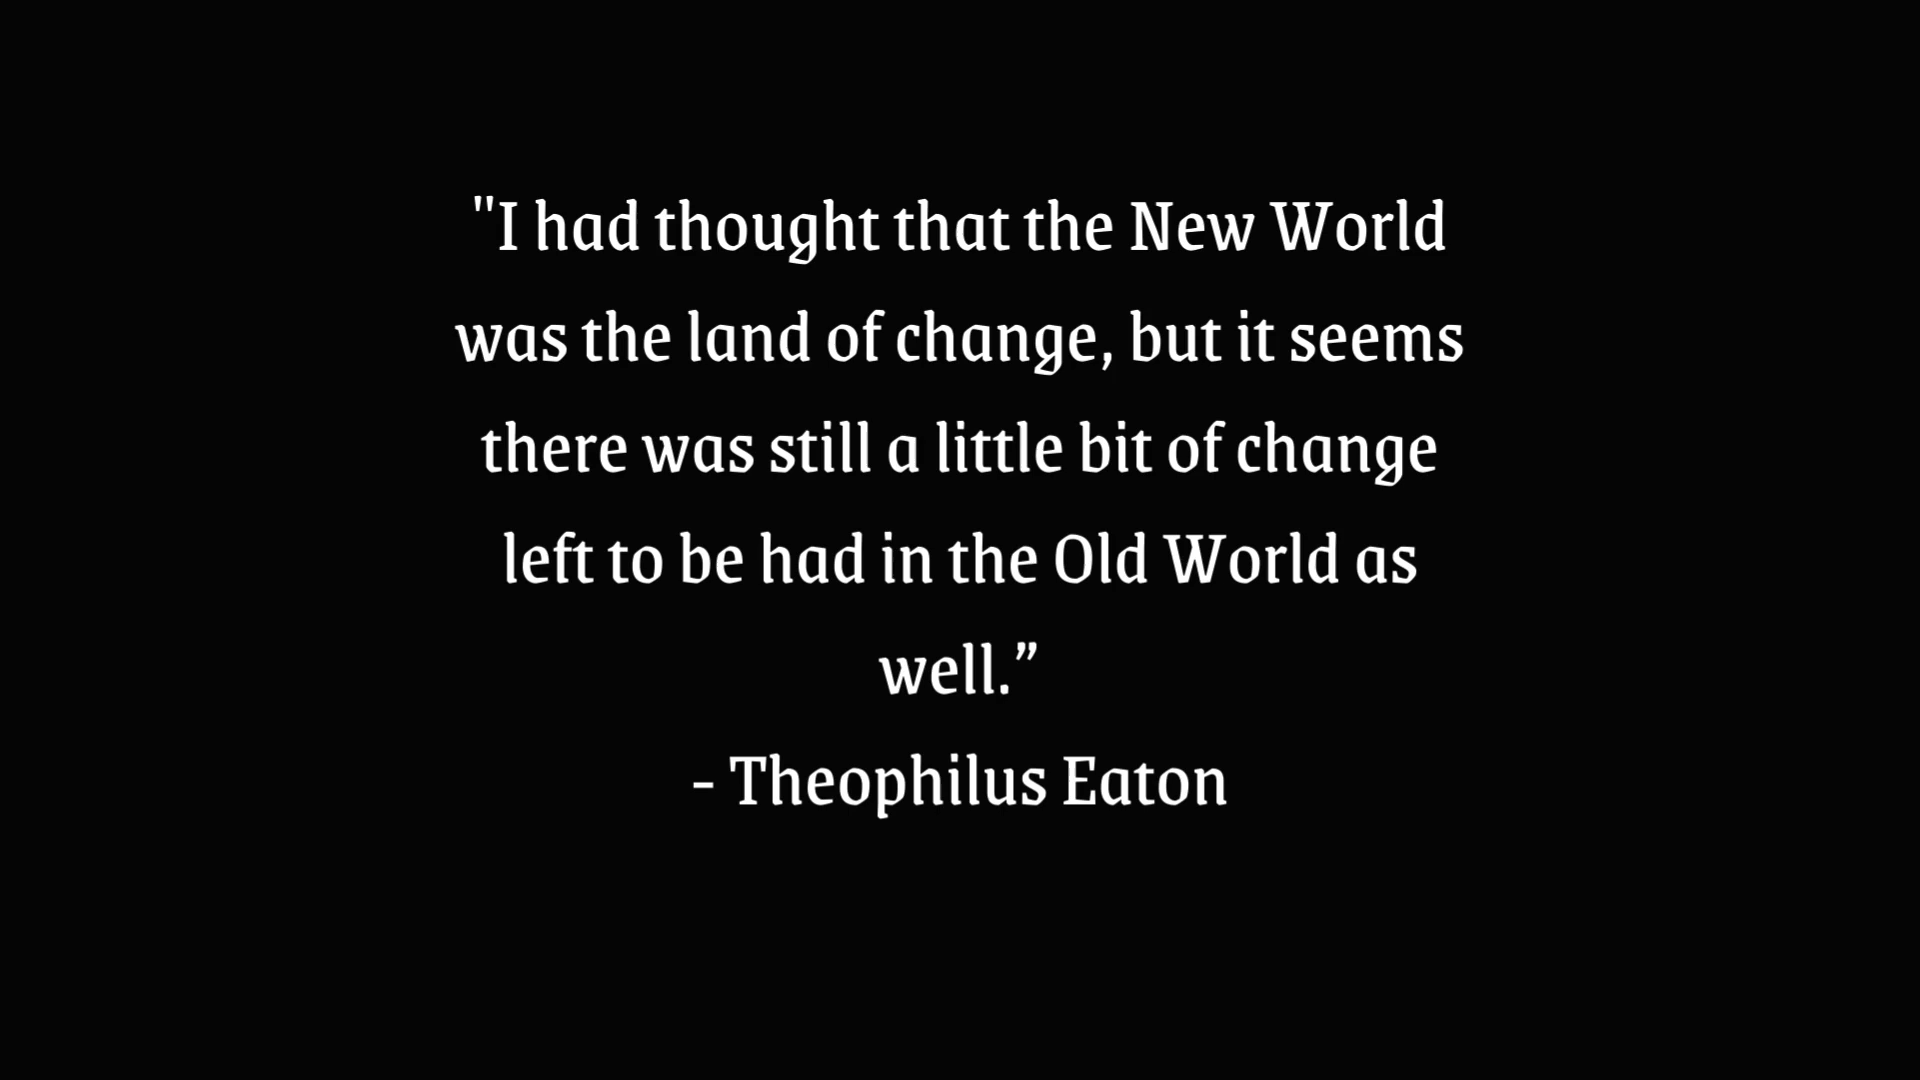 "I had thought that the New World
was the land of change, but it seems
there was still a little bit of change
left to be had in the Old World as
well.”
- Theophilus Eaton